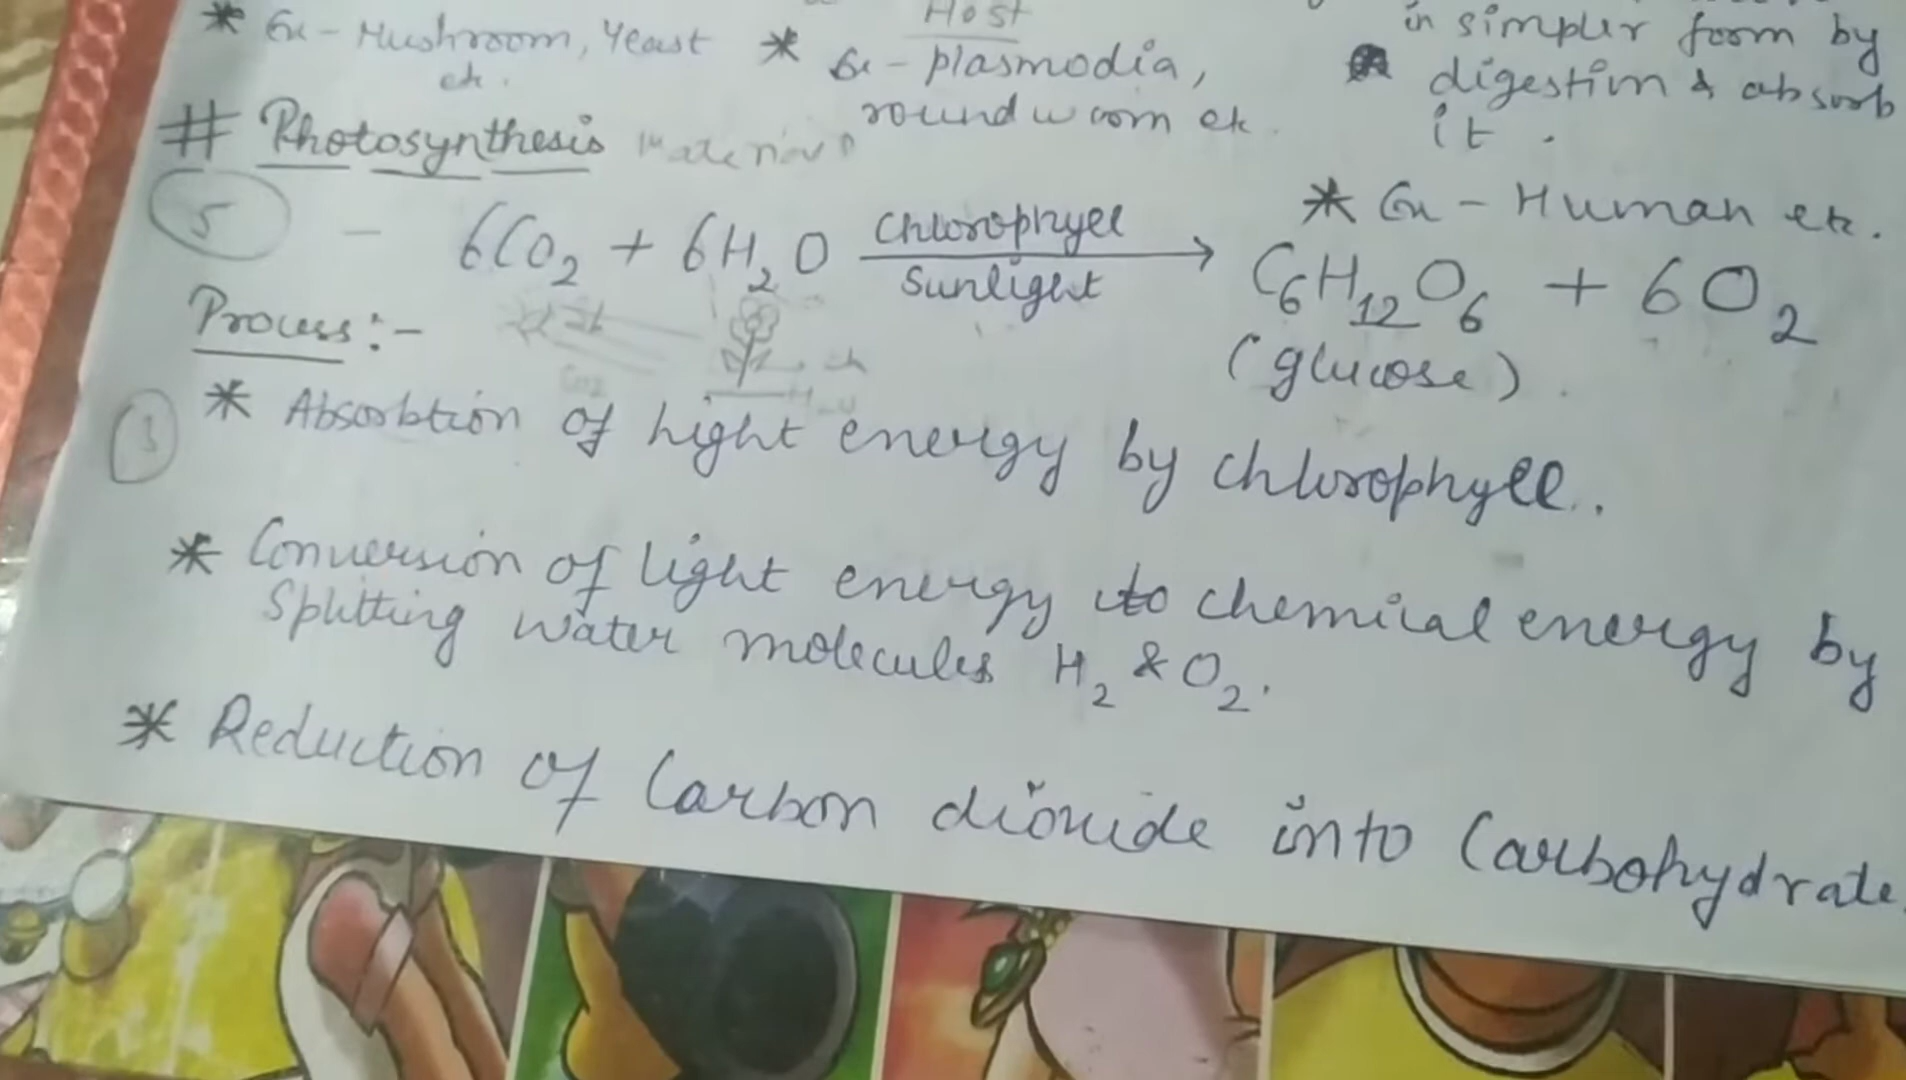 * Ex - Mushroom, Yeast
etc.
Host
* Ex - plasmodia,
roundworm etc.
in simpler form by
digestion & absorb
it.
* Ex - Human etc.
# Photosynthesis
5
- 6CO2 + 6H2O Chlorophyll Sunlight → C6H12O6 + 6O2
(glucose)
Process:-
1
* Absorbtion of light energy by chlorophyll.
* Conversion of light energy to chemical energy by
Splitting water molecules H2 & O2.
* Reduction of Carbon dioxide into Carbohydrate.